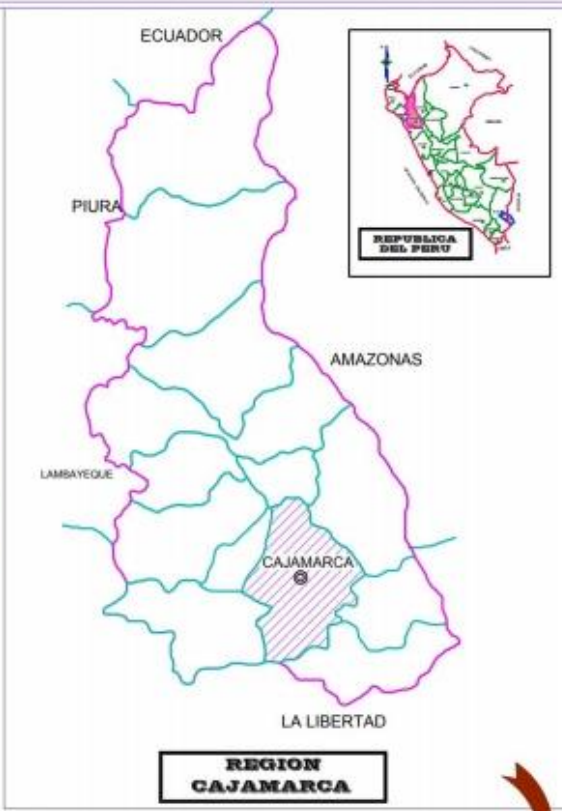 ECUADOR
PIURA
REPUBLICA
DEL PERU
AMAZONAS
LAMBAYEQUE
CAJAMARCA
LA LIBERTAD
REGION
CAJAMARCA